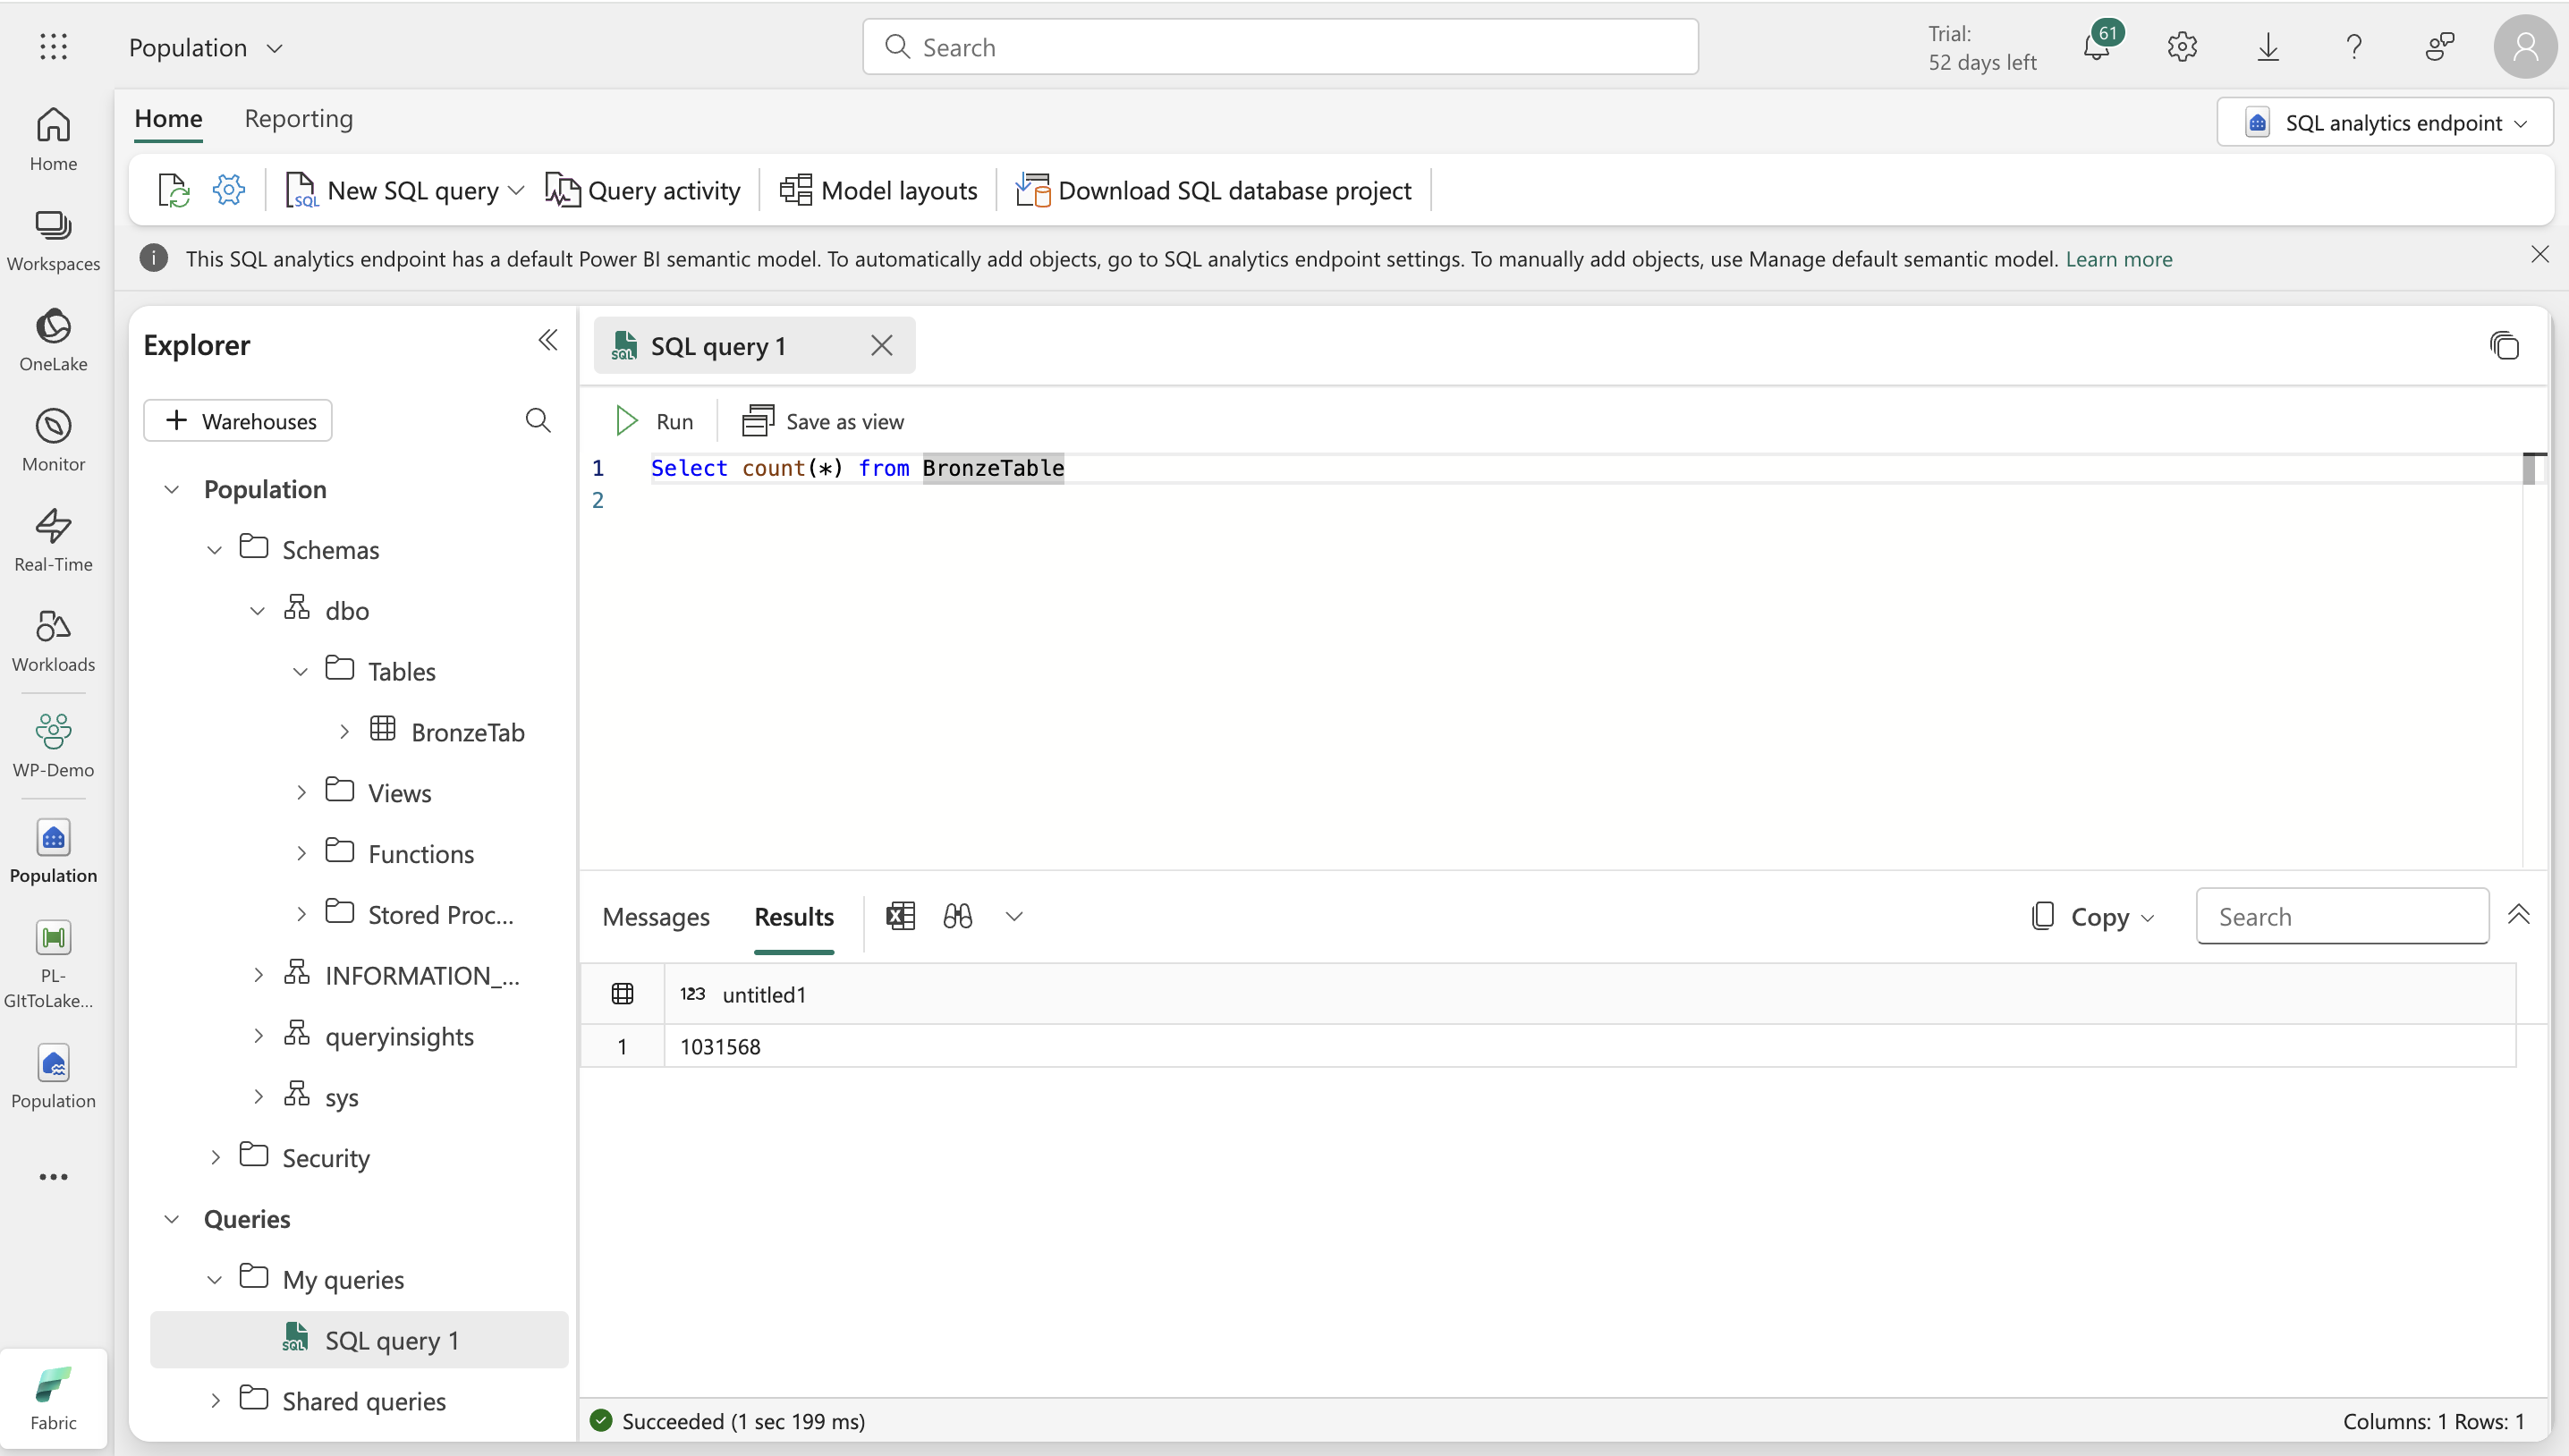 Population
Search
Trial:
52 days left
61
Home
Reporting
SQL analytics endpoint
New SQL query
Query activity
Model layouts
Download SQL database project
This SQL analytics endpoint has a default Power BI semantic model. To automatically add objects, go to SQL analytics endpoint settings. To manually add objects, use Manage default semantic model. Learn more
Home
Workspaces
OneLake
Monitor
Real-Time
Workloads
WP-Demo
Population
PL-
GItToLake...
Population
Fabric
Explorer
Warehouses
Population
Schemas
dbo
Tables
BronzeTab
Views
Functions
Stored Proc...
INFORMATION_...
queryinsights
sys
Security
Queries
My queries
SQL query 1
Shared queries
SQL query 1
Run
Save as view
1 Select count(*) from BronzeTable
2
Messages
Results
Copy
Search
123 untitled1
1 1031568
Succeeded (1 sec 199 ms)
Columns: 1 Rows: 1